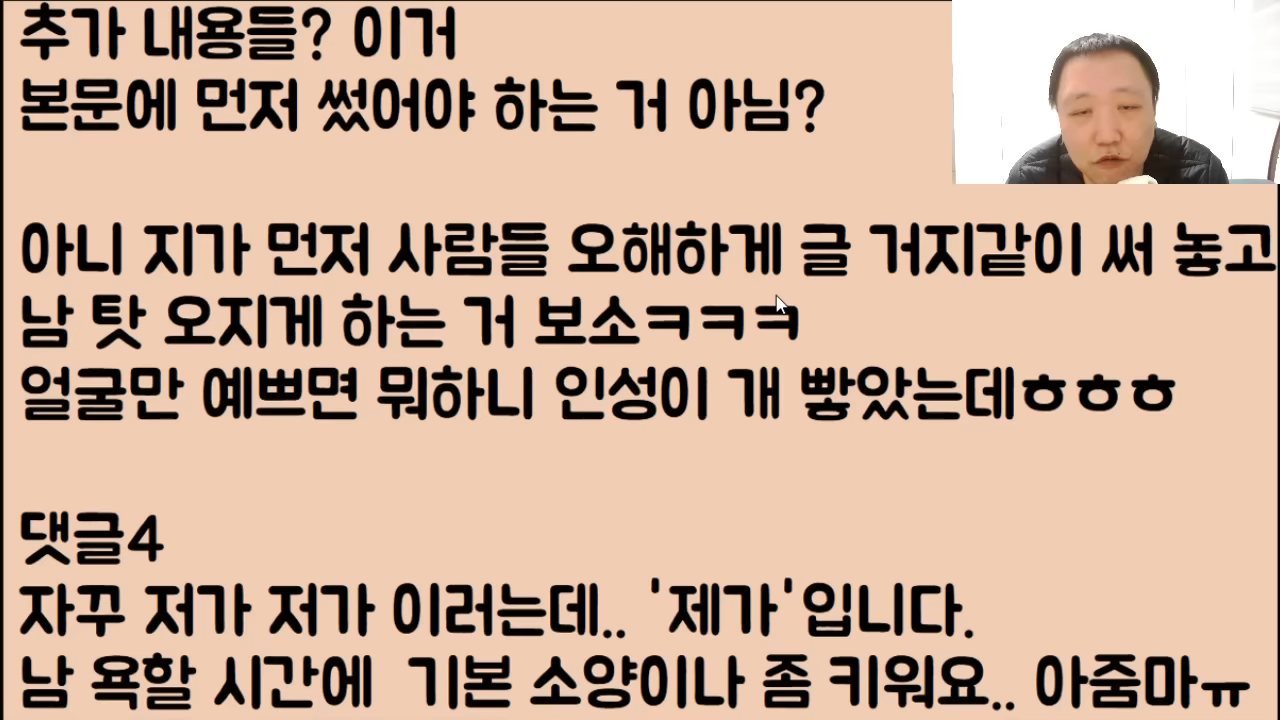 추가 내용들? 이거
본문에 먼저 썼어야 하는 거 아님?
아니 지가 먼저 사람들 오해하게 글 거지같이 써 놓고
남 탓 오지게 하는 거 보소ㅋㅋㅋ
얼굴만 예쁘면 뭐하니 인성이 개 빻았는데ㅎㅎㅎ
댓글4
자꾸 저가 저가 이러는데.. '제가'입니다.
남 욕할 시간에 기본 소양이나 좀 키워요.. 아줌마ㅠ